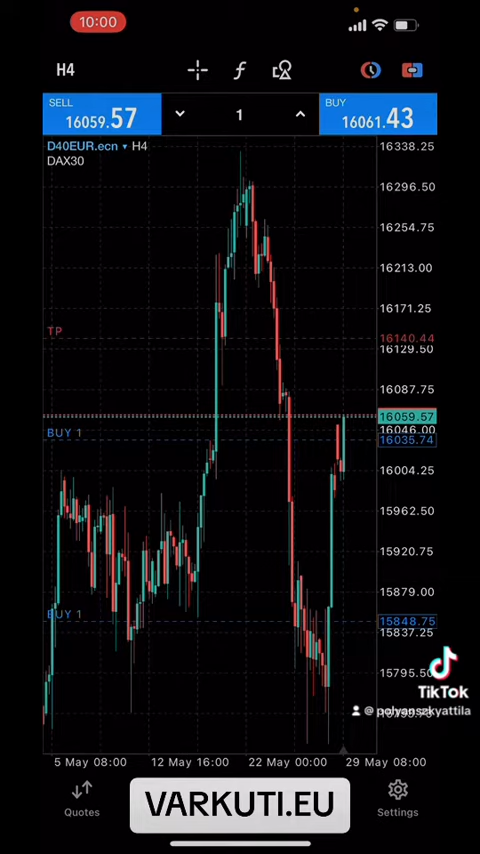 10:00
H4
SELL
16059.57
1
BUY
16061.43
D40EUR.ecn ▾ H4
DAX30
16338.25
16296.50
16254.75
16213.00
16171.25
TP
16140.44
16129.50
16087.75
16059.57
16046.00
BUY 1
16035.74
16004.25
15962.50
15920.75
15879.00
BUY 1
15848.75
15837.25
15795.50
TikTok
@polyanszkyattila
5 May 08:00
12 May 16:00
22 May 00:00
29 May 08:00
Quotes
VARKUTI.EU
Settings